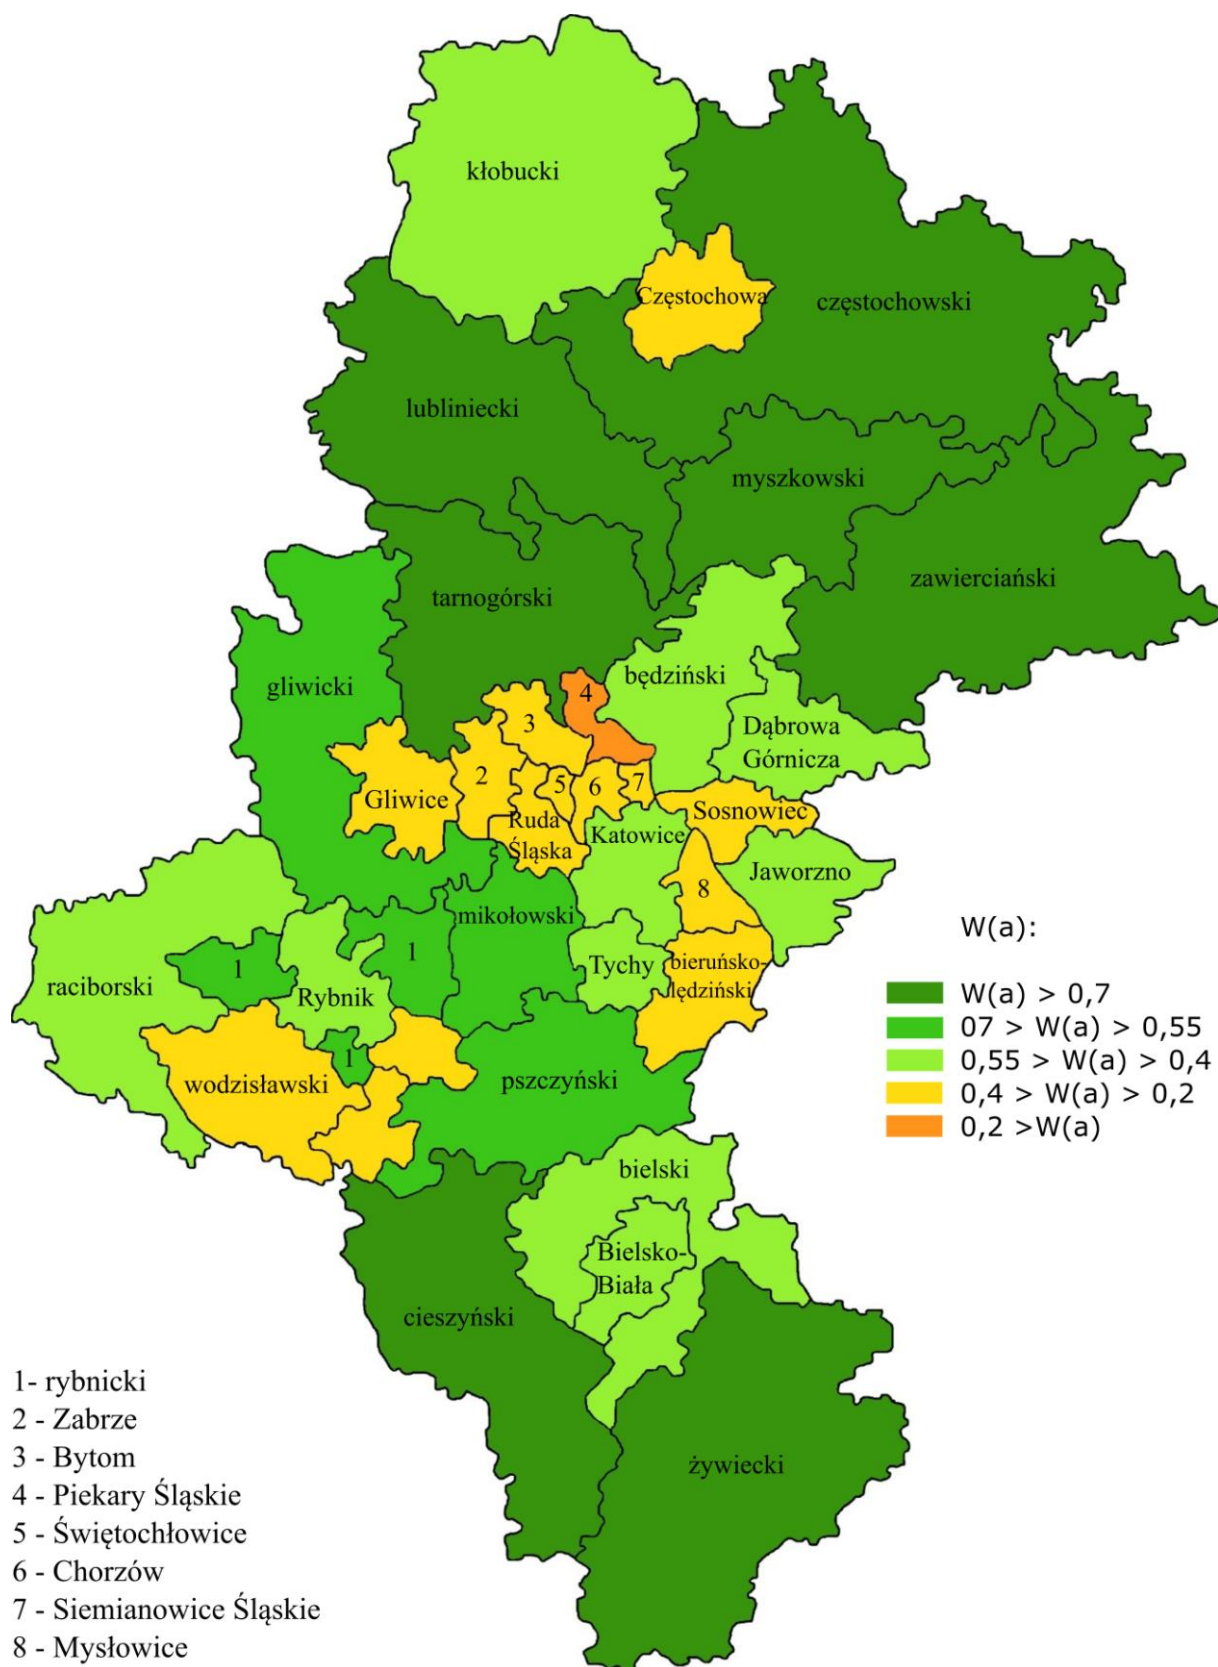 kłobucki
Częstochowa
częstochowski
lubliniecki
myszkowski
zawierciański
tarnogórski
gliwicki
będziński
4
3
Dąbrowa
Górnicza
2
5
6
7
Gliwice
Sosnowiec
Ruda
Śląska
Katowice
Jaworzno
8
mikołowski
1
1
raciborski
Rybnik
Tychy
bieruńsko-
lędziński
1
wodzisławski
pszczyński
bielski
Bielsko-
Biała
cieszyński
żywiecki
W(a):
W(a) > 0,7
07 > W(a) > 0,55
0,55 > W(a) > 0,4
0,4 > W(a) > 0,2
0,2 >W(a)
1- rybnicki
2 - Zabrze
3 - Bytom
4 - Piekary Śląskie
5 - Świętochłowice
6 - Chorzów
7 - Siemianowice Śląskie
8 - Mysłowice